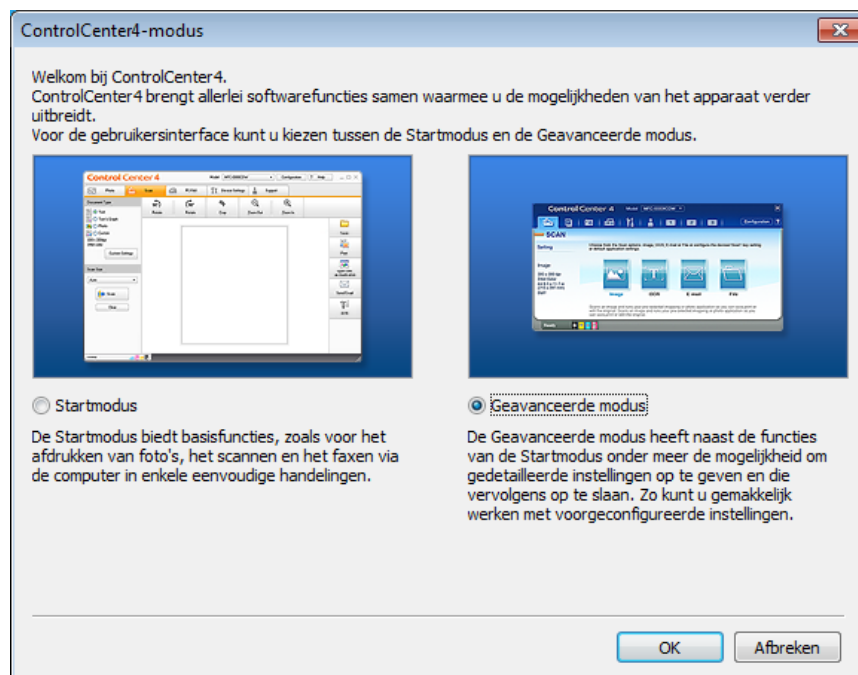 ControlCenter4-modus
Welkom bij ControlCenter4.
ControlCenter4 brengt allerlei softwarefuncties samen waarmee u de mogelijkheden van het apparaat verder
uitbreidt.
Voor de gebruikersinterface kunt u kiezen tussen de Startmodus en de Geavanceerde modus.
Control Center 4
Control Center 4
SCAN
Startmodus
De Startmodus biedt basisfuncties, zoals voor het
afdrukken van foto's, het scannen en het faxen via
de computer in enkele eenvoudige handelingen.
Geavanceerde modus
De Geavanceerde modus heeft naast de functies
van de Startmodus onder meer de mogelijkheid om
gedetailleerde instellingen op te geven en die
vervolgens op te slaan. Zo kunt u gemakkelijk
werken met voorgeconfigureerde instellingen.
OK
Afbreken